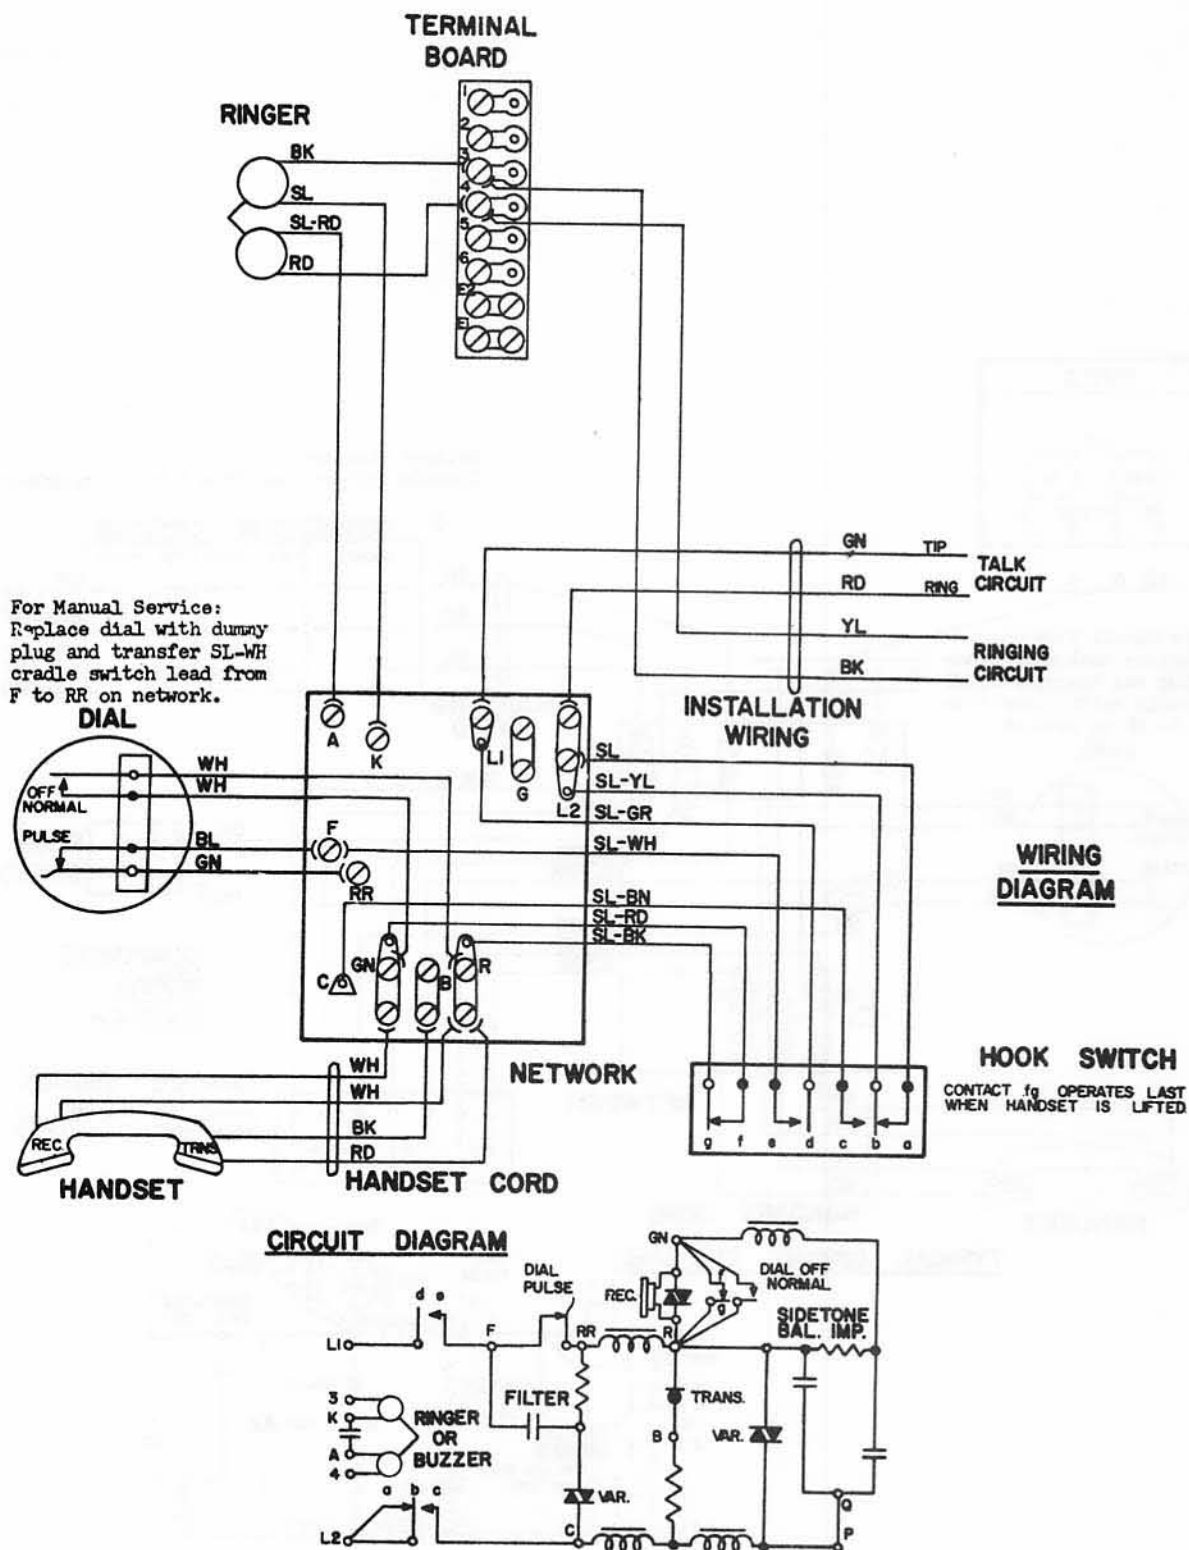 TERMINAL
BOARD
1
2
3
4
5
6
E2
E1
RINGER
BK
SL
SL-RD
RD
GN TIP
RD RING
TALK
CIRCUIT
YL
BK
RINGING
CIRCUIT
INSTALLATION
WIRING
For Manual Service:
Replace dial with dummy
plug and transfer SL-WH
cradle switch lead from
F to RR on network.
DIAL
OFF
NORMAL
PULSE
WH
WH
BL
GN
A
K
L1
G
L2
F
RR
C
GN
B
R
SL
SL-YL
SL-GR
SL-WH
SL-BN
SL-RD
SL-BK
WIRING
DIAGRAM
NETWORK
HOOK SWITCH
CONTACT fg OPERATES LAST
WHEN HANDSET IS LIFTED
g f e d c b a
WH
WH
BK
RD
REC.
TRNS.
HANDSET
HANDSET CORD
CIRCUIT DIAGRAM
d e
L1
F
DIAL
PULSE
RR
R
GN
REC.
f
g
DIAL OFF
NORMAL
SIDETONE
BAL. IMP.
FILTER
TRANS.
B
VAR.
3
K
A
4
RINGER
OR
BUZZER
a b c
L2
VAR.
C
Q
P